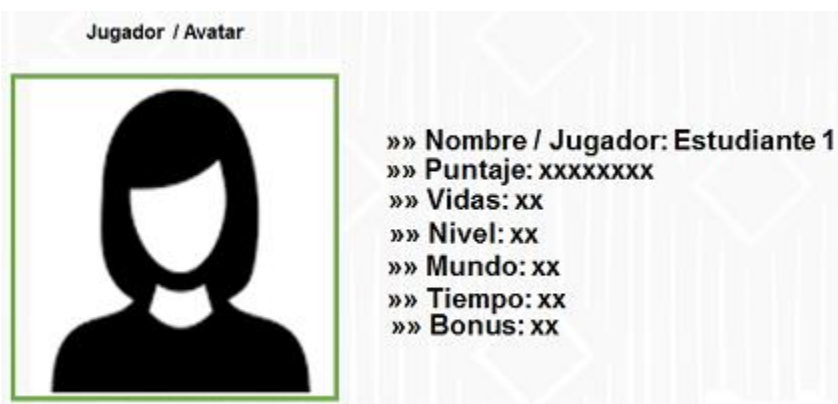 Jugador / Avatar
»» Nombre / Jugador: Estudiante 1
»» Puntaje: xxxxxxxx
»» Vidas: xx
»» Nivel: xx
»» Mundo: xx
»» Tiempo: xx
»» Bonus: xx